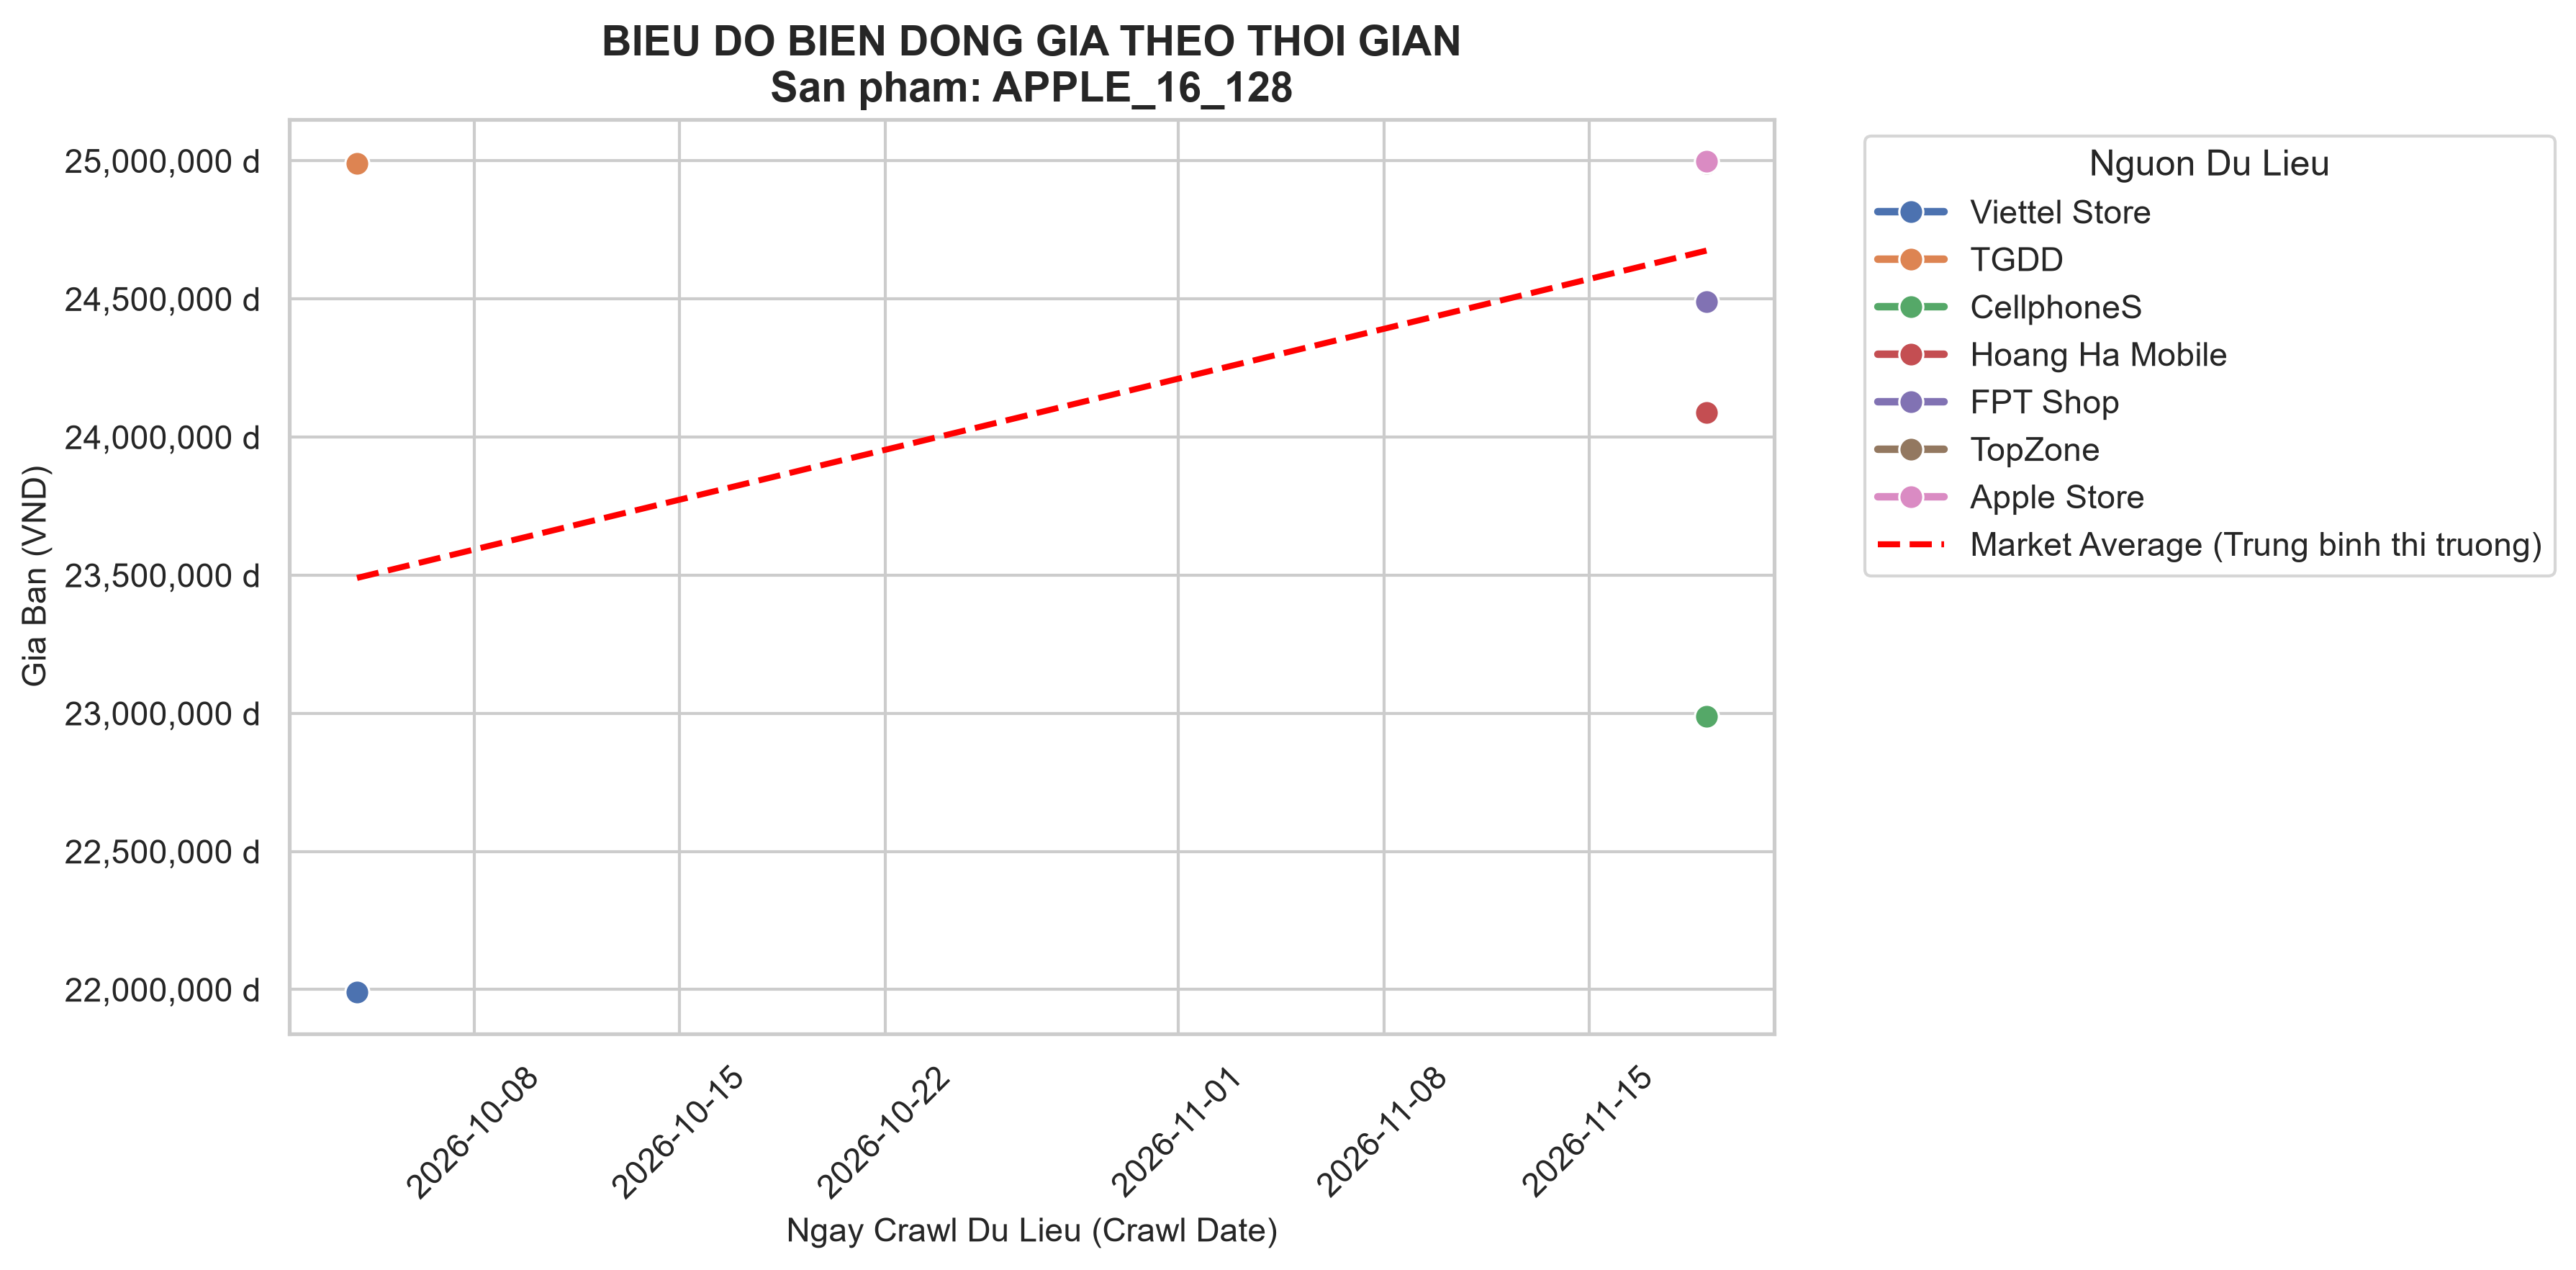 BIEU DO BIEN DONG GIA THEO THOI GIAN
San pham: APPLE_16_128
25,000,000 d
24,500,000 d
24,000,000 d
23,500,000 d
23,000,000 d
22,500,000 d
22,000,000 d
Gia Ban (VND)
2026-10-08
2026-10-15
2026-10-22
2026-11-01
2026-11-08
2026-11-15
Ngay Crawl Du Lieu (Crawl Date)
Nguon Du Lieu
Viettel Store
TGDD
CellphoneS
Hoang Ha Mobile
FPT Shop
TopZone
Apple Store
Market Average (Trung binh thi truong)